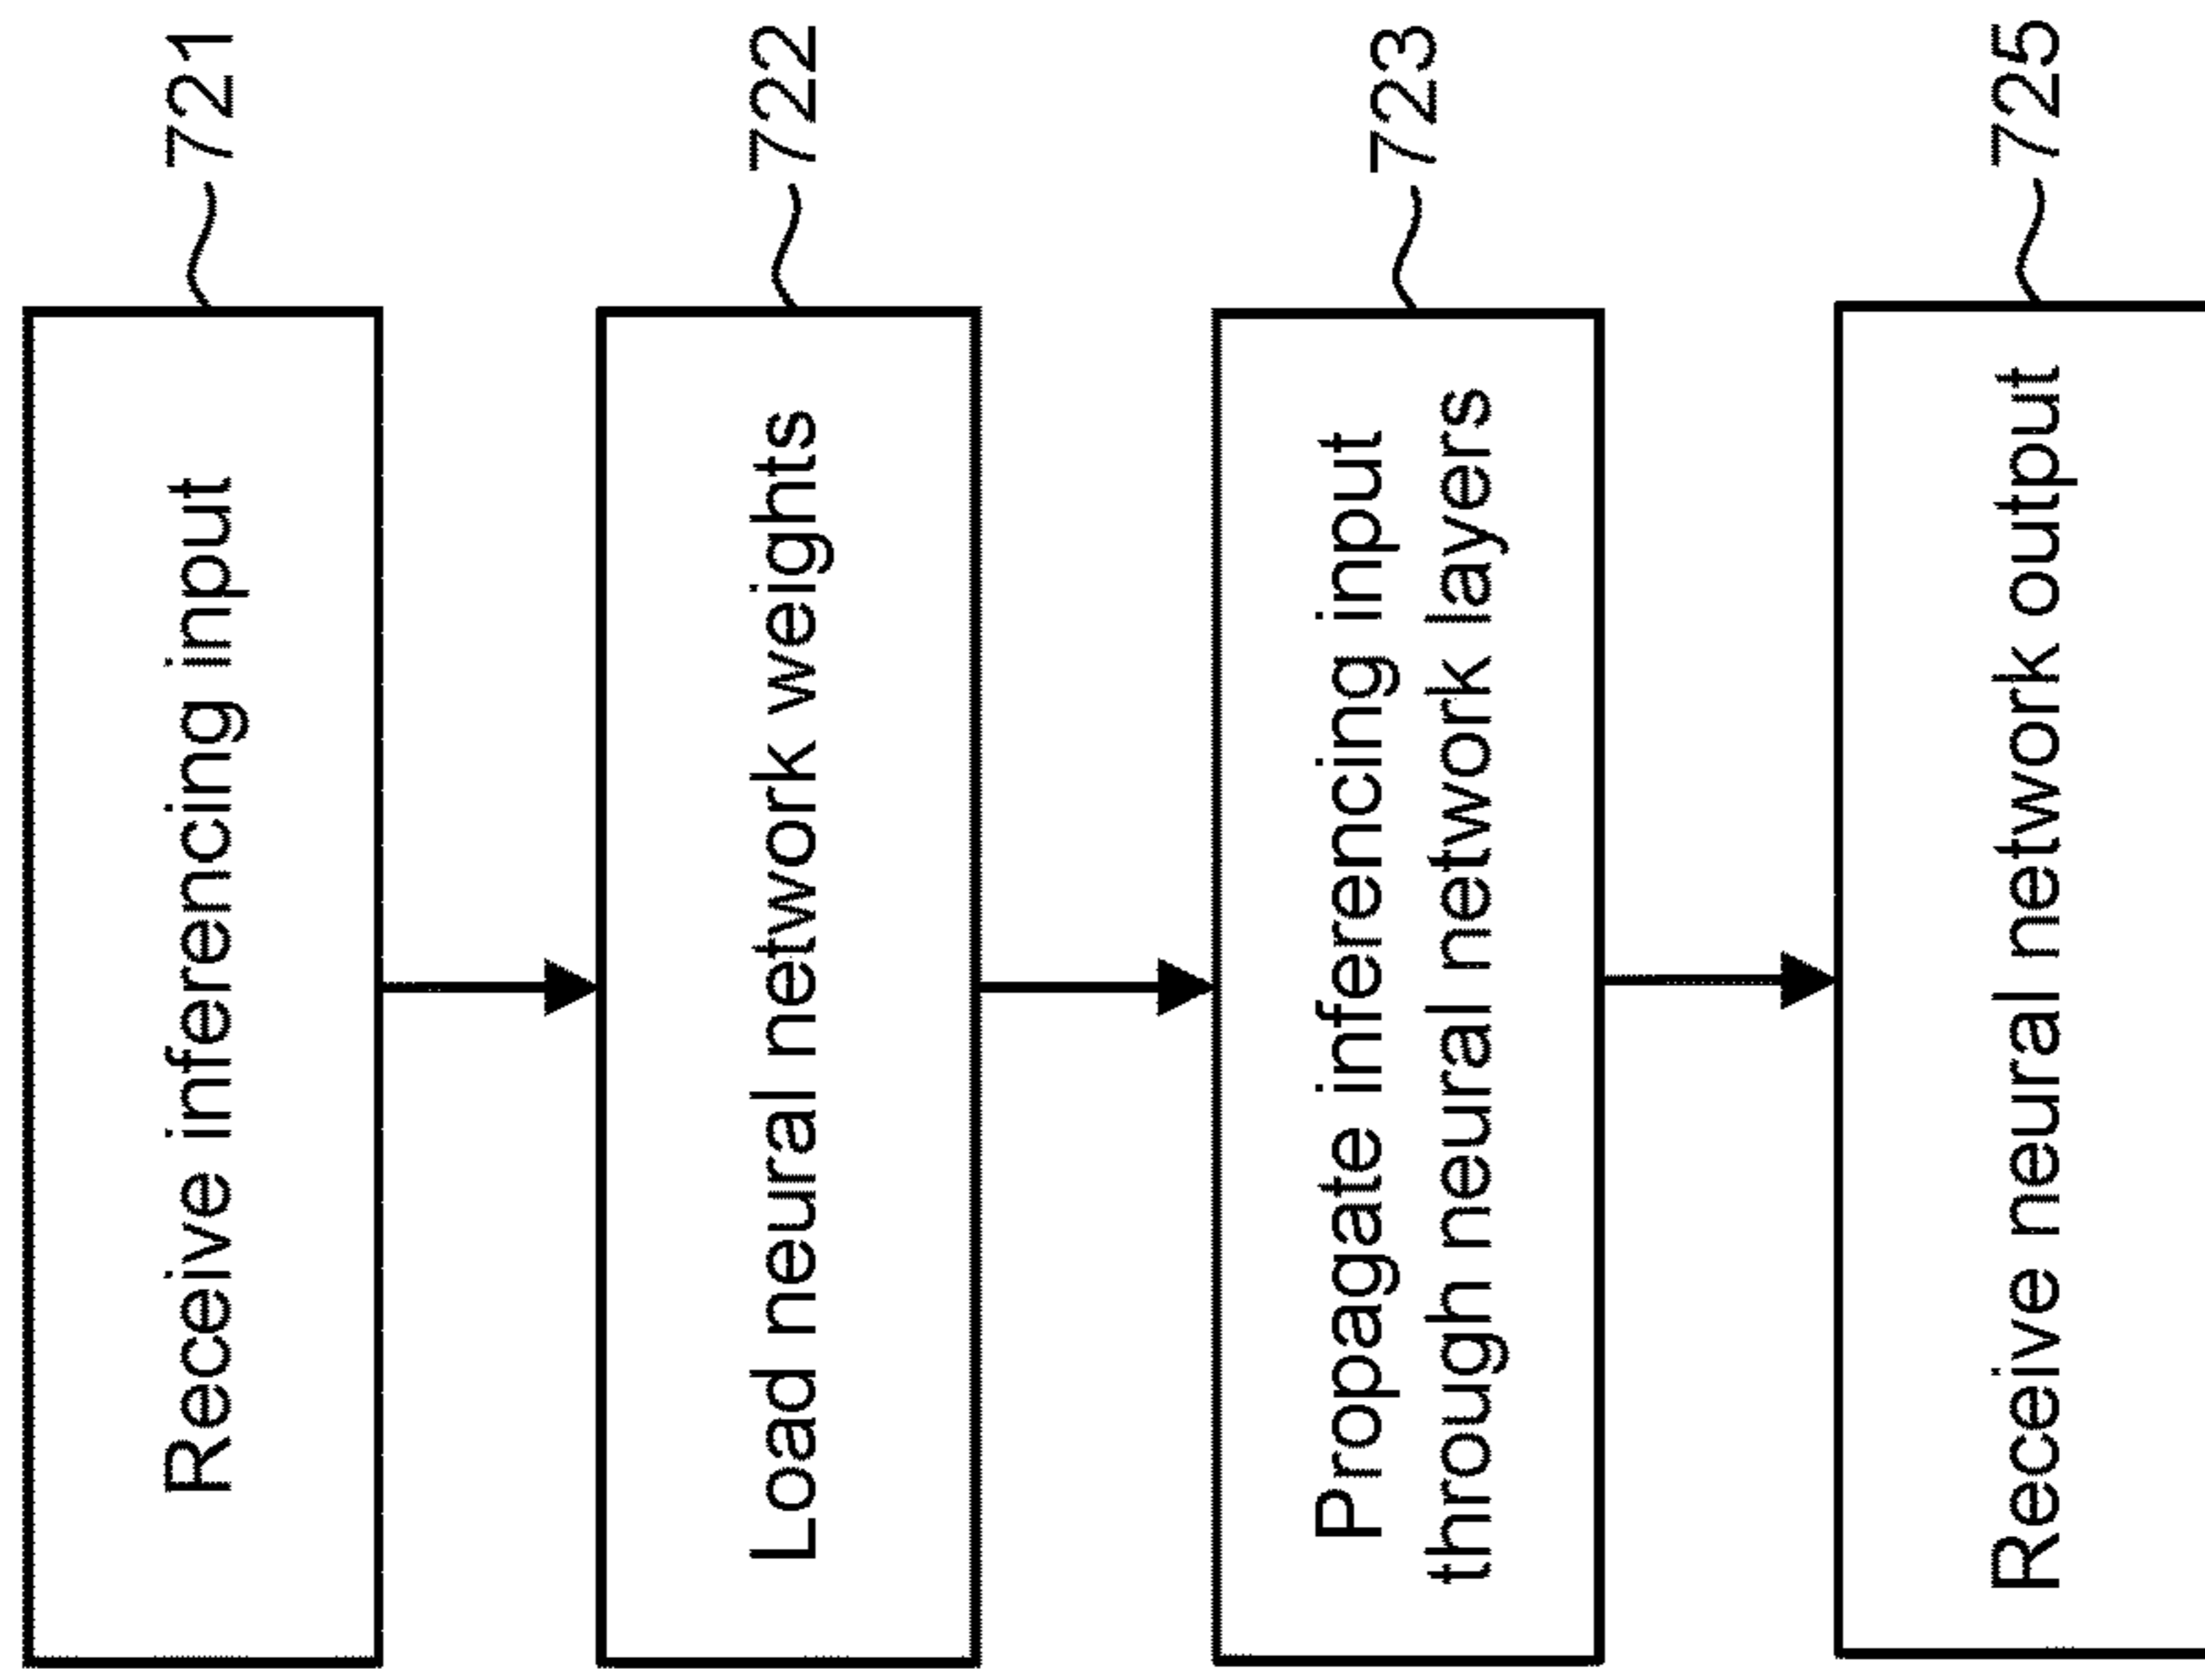 Receive inferencing input
721
Load neural network weights
722
Propagate inferencing input
through neural network layers
723
Receive neural network output
725